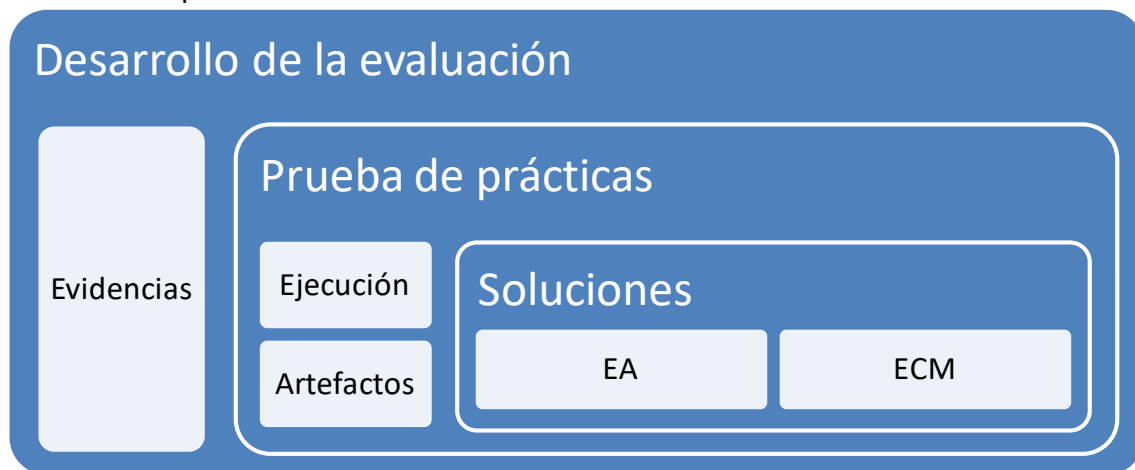 Desarrollo de la evaluación
Evidencias
Prueba de prácticas
Ejecución
Artefactos
Soluciones
EA
ECM